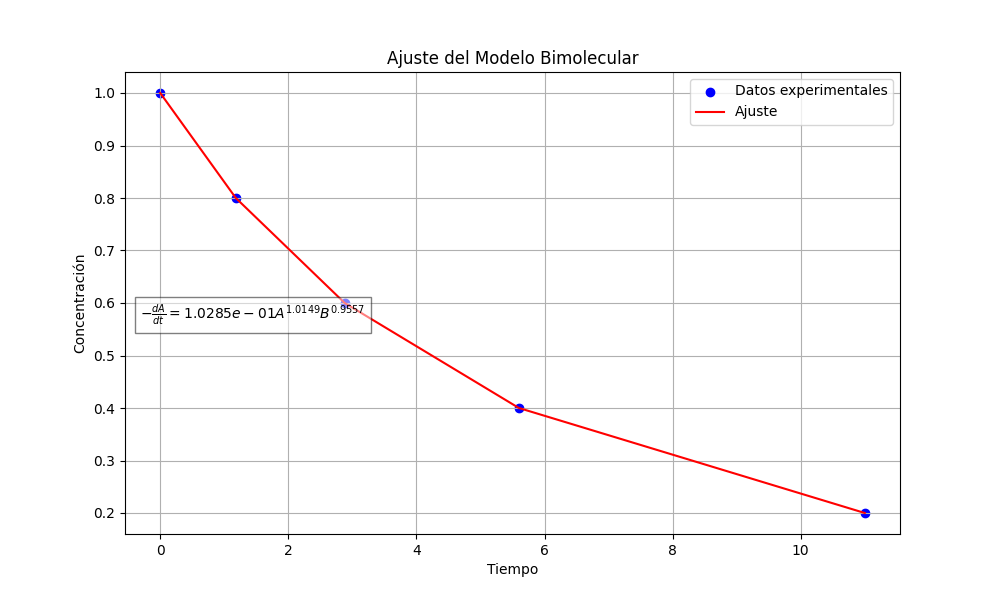 Ajuste del Modelo Bimolecular
Datos experimentales
Ajuste
1.0
0.9
0.8
0.7
0.6
0.5
0.4
0.3
0.2
Concentración
$-\frac{dA}{dt} = 1.0285e-01A^{1.0149}B^{0.9557}$
0 2 4 6 8 10
Tiempo